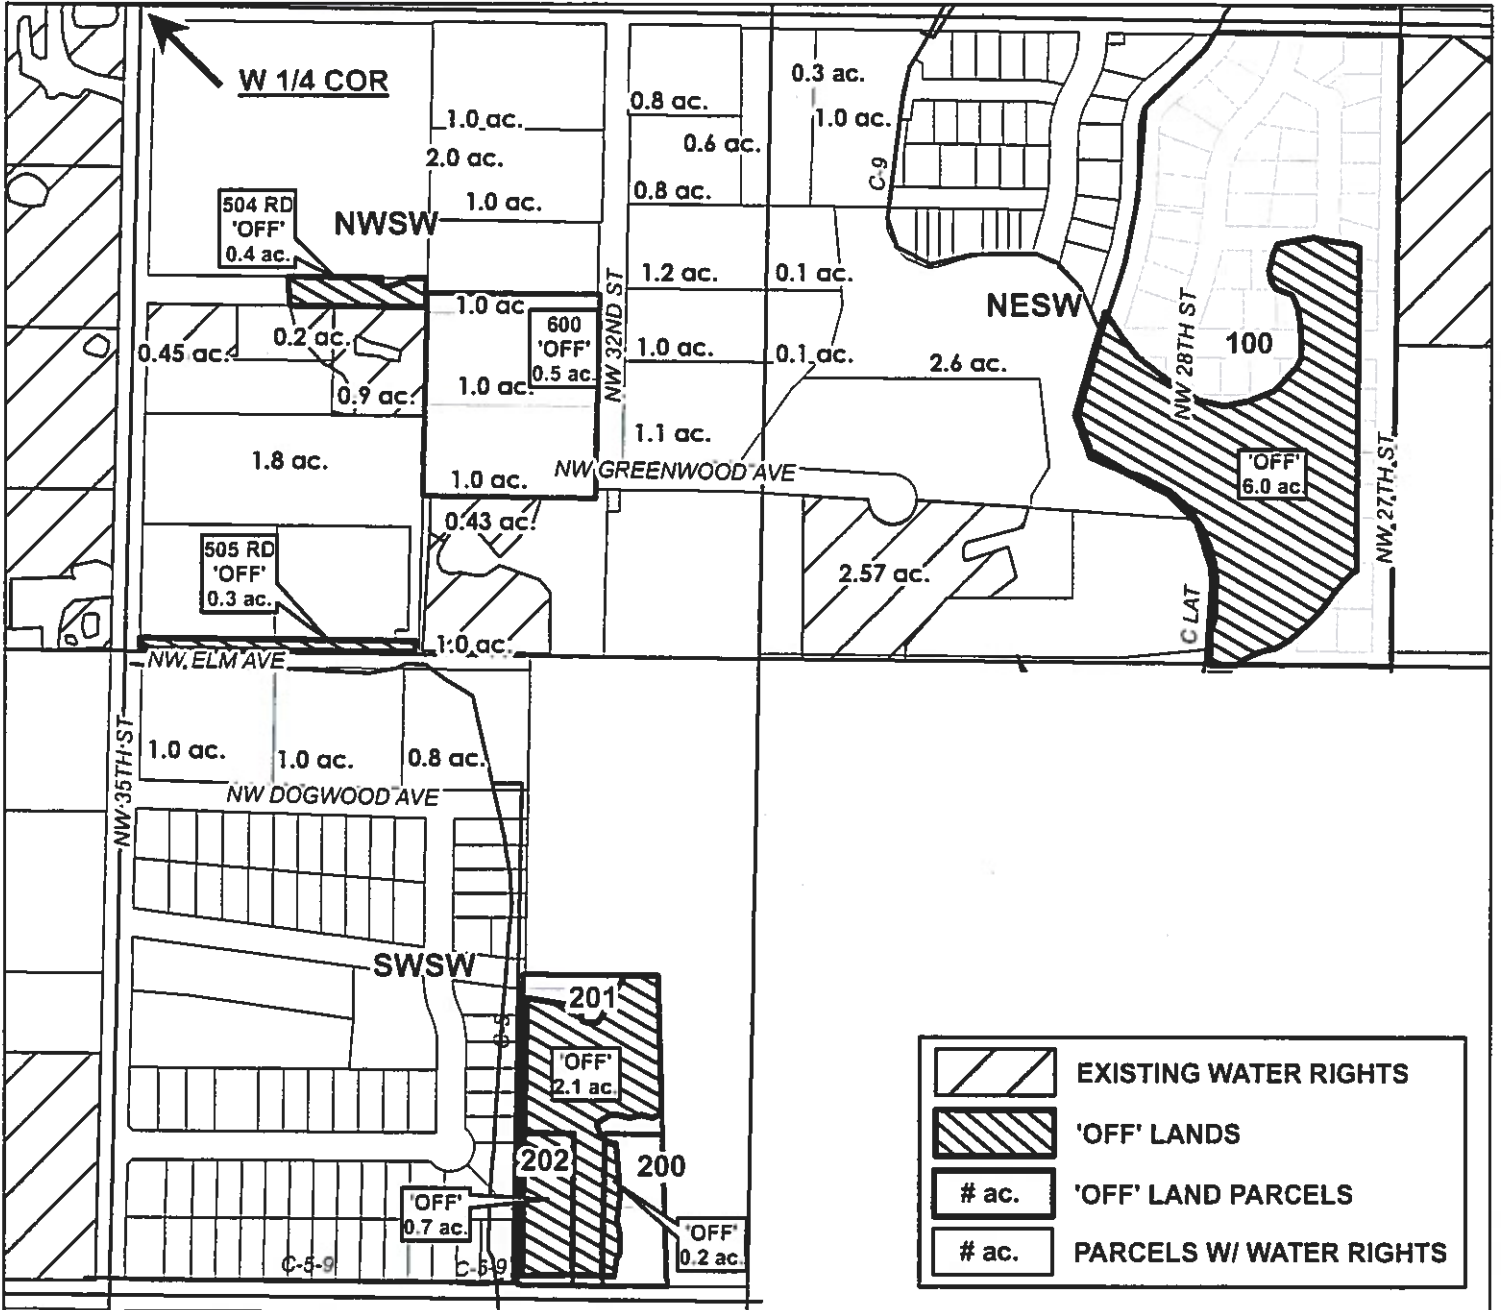 W 1/4 COR
0.3 ac.
0.8 ac.
1.0 ac.
1.0 ac.
0.6 ac.
2.0 ac.
C-9
0.8 ac.
1.0 ac.
504 RD
'OFF'
0.4 ac.
NWSW
1.2 ac.
0.1 ac.
NESW
1.0 ac
600
'OFF'
0.5 ac.
NW 32ND ST
NW 28TH ST
100
0.2 ac.
0.45 ac.
1.0 ac.
0.1 ac.
2.6 ac.
1.0 ac.
0.9 ac.
1.1 ac.
1.8 ac.
NW GREENWOOD AVE
1.0 ac.
'OFF'
6.0 ac.
NW 27TH ST
0.43 ac.
505 RD
'OFF'
0.3 ac.
2.57 ac.
C LAT
1.0 ac.
NW ELM AVE
NW 35TH ST
1.0 ac.
1.0 ac.
0.8 ac.
NW DOGWOOD AVE
SWSW
201
'OFF'
2.1 ac.
202
200
'OFF'
0.7 ac.
'OFF'
0.2 ac.
C-5-9
C-5-9
EXISTING WATER RIGHTS
'OFF' LANDS
# ac.
'OFF' LAND PARCELS
# ac.
PARCELS W/ WATER RIGHTS